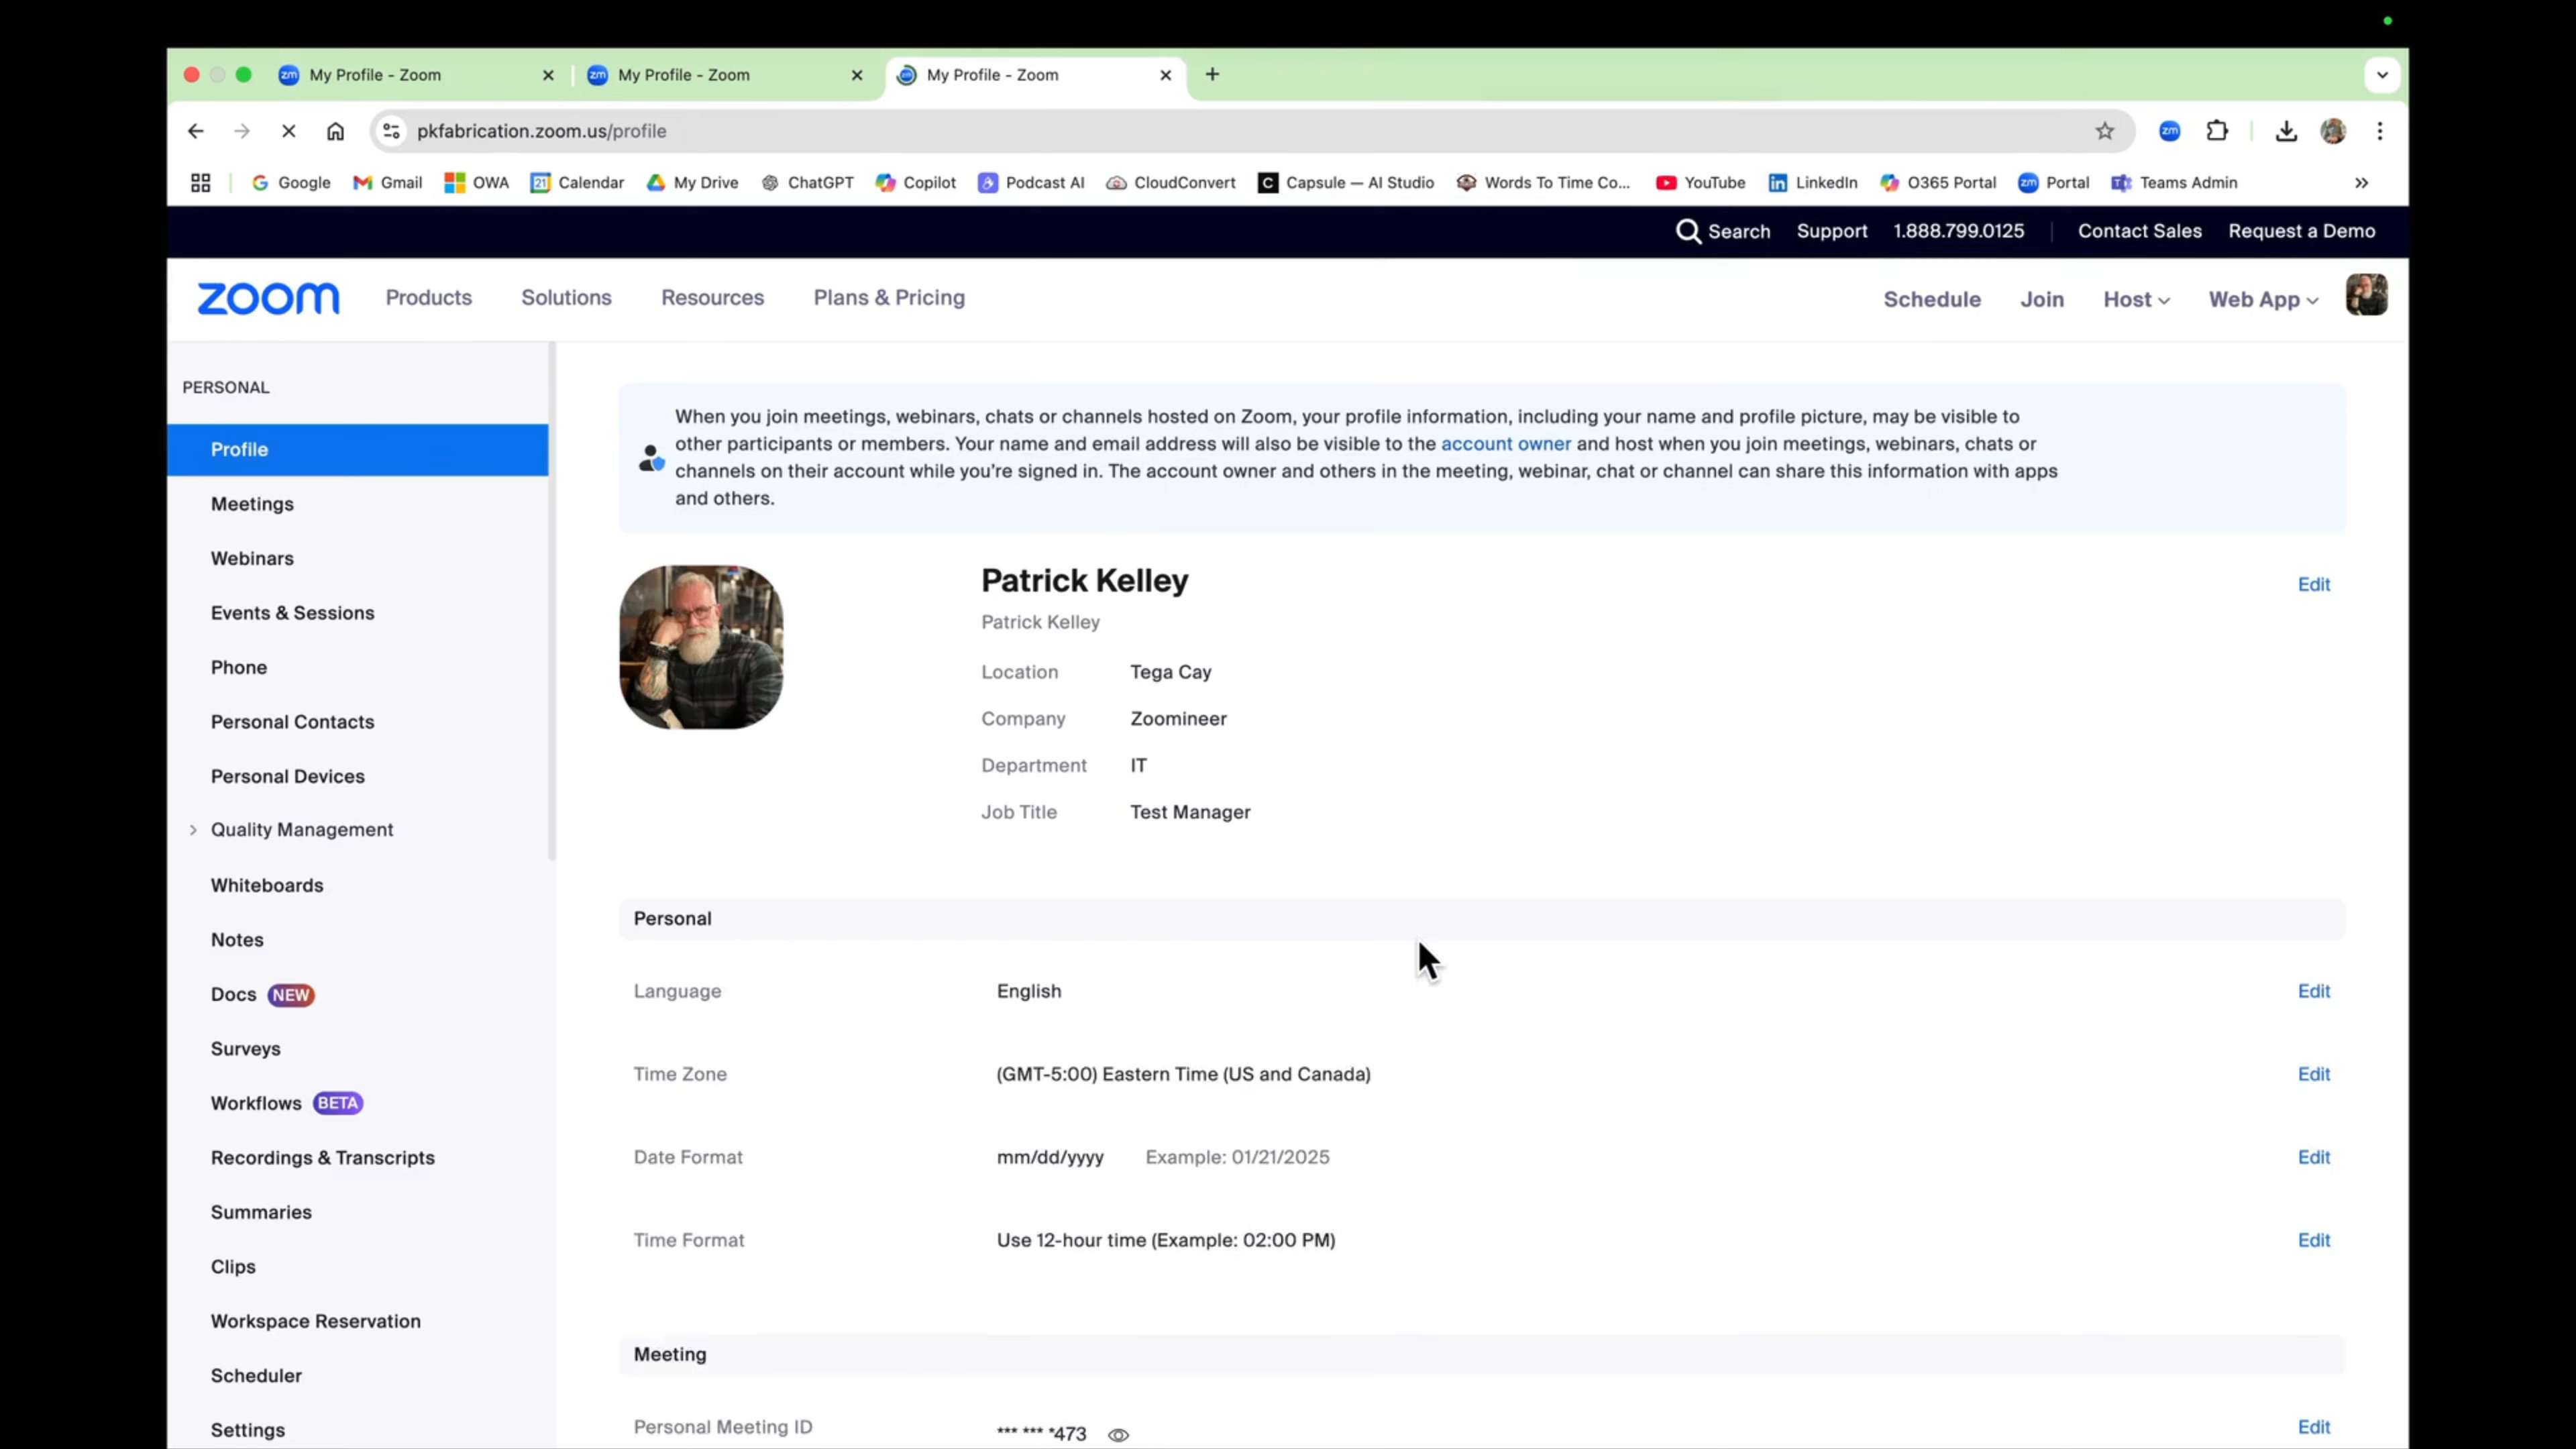 My Profile - Zoom
My Profile - Zoom
My Profile - Zoom
pkfabrication.zoom.us/profile
Google
Gmail
OWA
Calendar
My Drive
ChatGPT
Copilot
Podcast AI
CloudConvert
Capsule — AI Studio
Words To Time Co...
YouTube
LinkedIn
O365 Portal
Portal
Teams Admin
Search
Support
1.888.799.0125
Contact Sales
Request a Demo
zoom
Products
Solutions
Resources
Plans & Pricing
Schedule
Join
Host
Web App
PERSONAL
Profile
Meetings
Webinars
Events & Sessions
Phone
Personal Contacts
Personal Devices
Quality Management
Whiteboards
Notes
Docs NEW
Surveys
Workflows BETA
Recordings & Transcripts
Summaries
Clips
Workspace Reservation
Scheduler
Settings
When you join meetings, webinars, chats or channels hosted on Zoom, your profile information, including your name and profile picture, may be visible to
other participants or members. Your name and email address will also be visible to the account owner and host when you join meetings, webinars, chats or
channels on their account while you're signed in. The account owner and others in the meeting, webinar, chat or channel can share this information with apps
and others.
Patrick Kelley
Edit
Patrick Kelley
Location Tega Cay
Company Zoomineer
Department IT
Job Title Test Manager
Personal
Language English Edit
Time Zone (GMT-5:00) Eastern Time (US and Canada) Edit
Date Format mm/dd/yyyy Example: 01/21/2025 Edit
Time Format Use 12-hour time (Example: 02:00 PM) Edit
Meeting
Personal Meeting ID *** *** *473 Edit